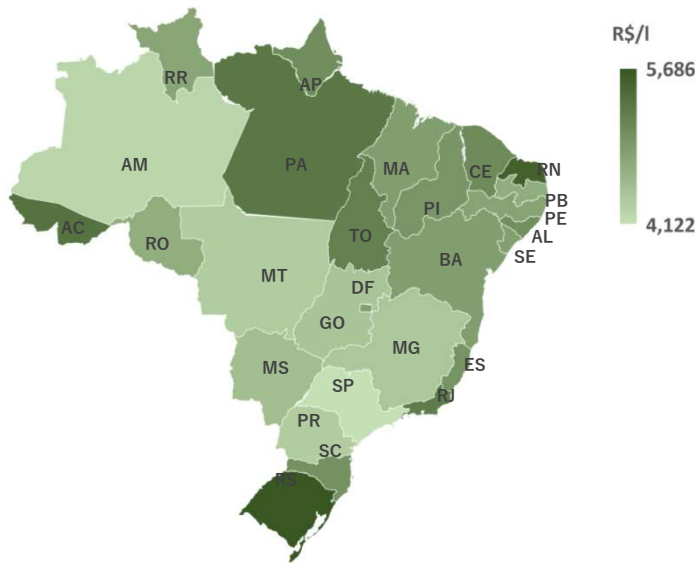 R$/l
5,686
4,122
RR
AP
AM
PA
MA
CE
RN
PB
PE
AL
SE
PI
AC
RO
TO
BA
MT
DF
GO
MG
ES
MS
SP
RJ
PR
SC
RS